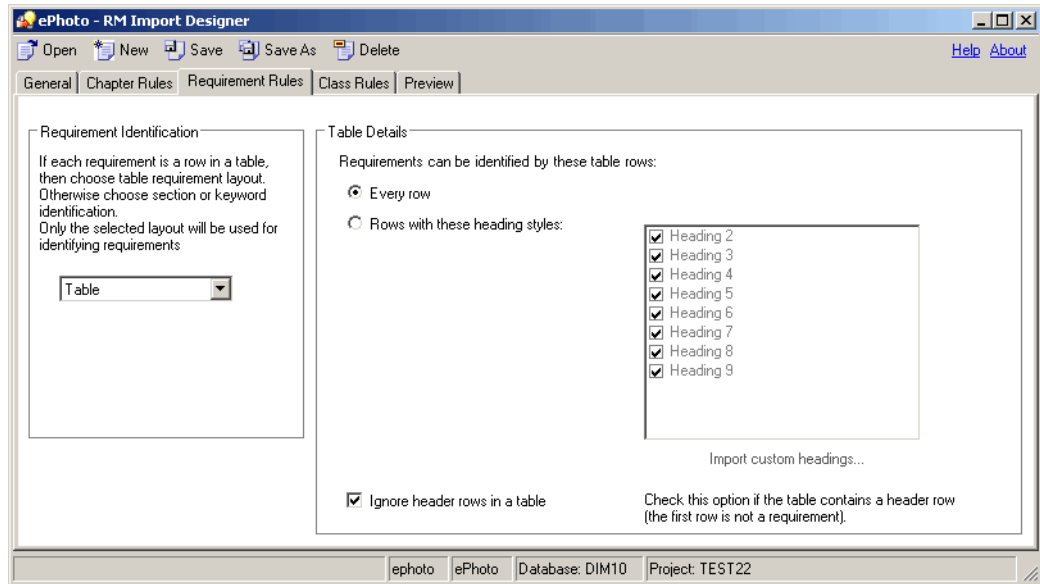 ePhoto - RM Import Designer
Open New Save Save As Delete Help About
General Chapter Rules Requirement Rules Class Rules Preview
Requirement Identification
If each requirement is a row in a table,
then choose table requirement layout.
Otherwise choose section or keyword
identification.
Only the selected layout will be used for
identifying requirements
Table
Table Details
Requirements can be identified by these table rows:
Every row
Rows with these heading styles:
Heading 2
Heading 3
Heading 4
Heading 5
Heading 6
Heading 7
Heading 8
Heading 9
Import custom headings...
Ignore header rows in a table
Check this option if the table contains a header row
(the first row is not a requirement).
ephoto ePhoto Database: DIM10 Project: TEST22